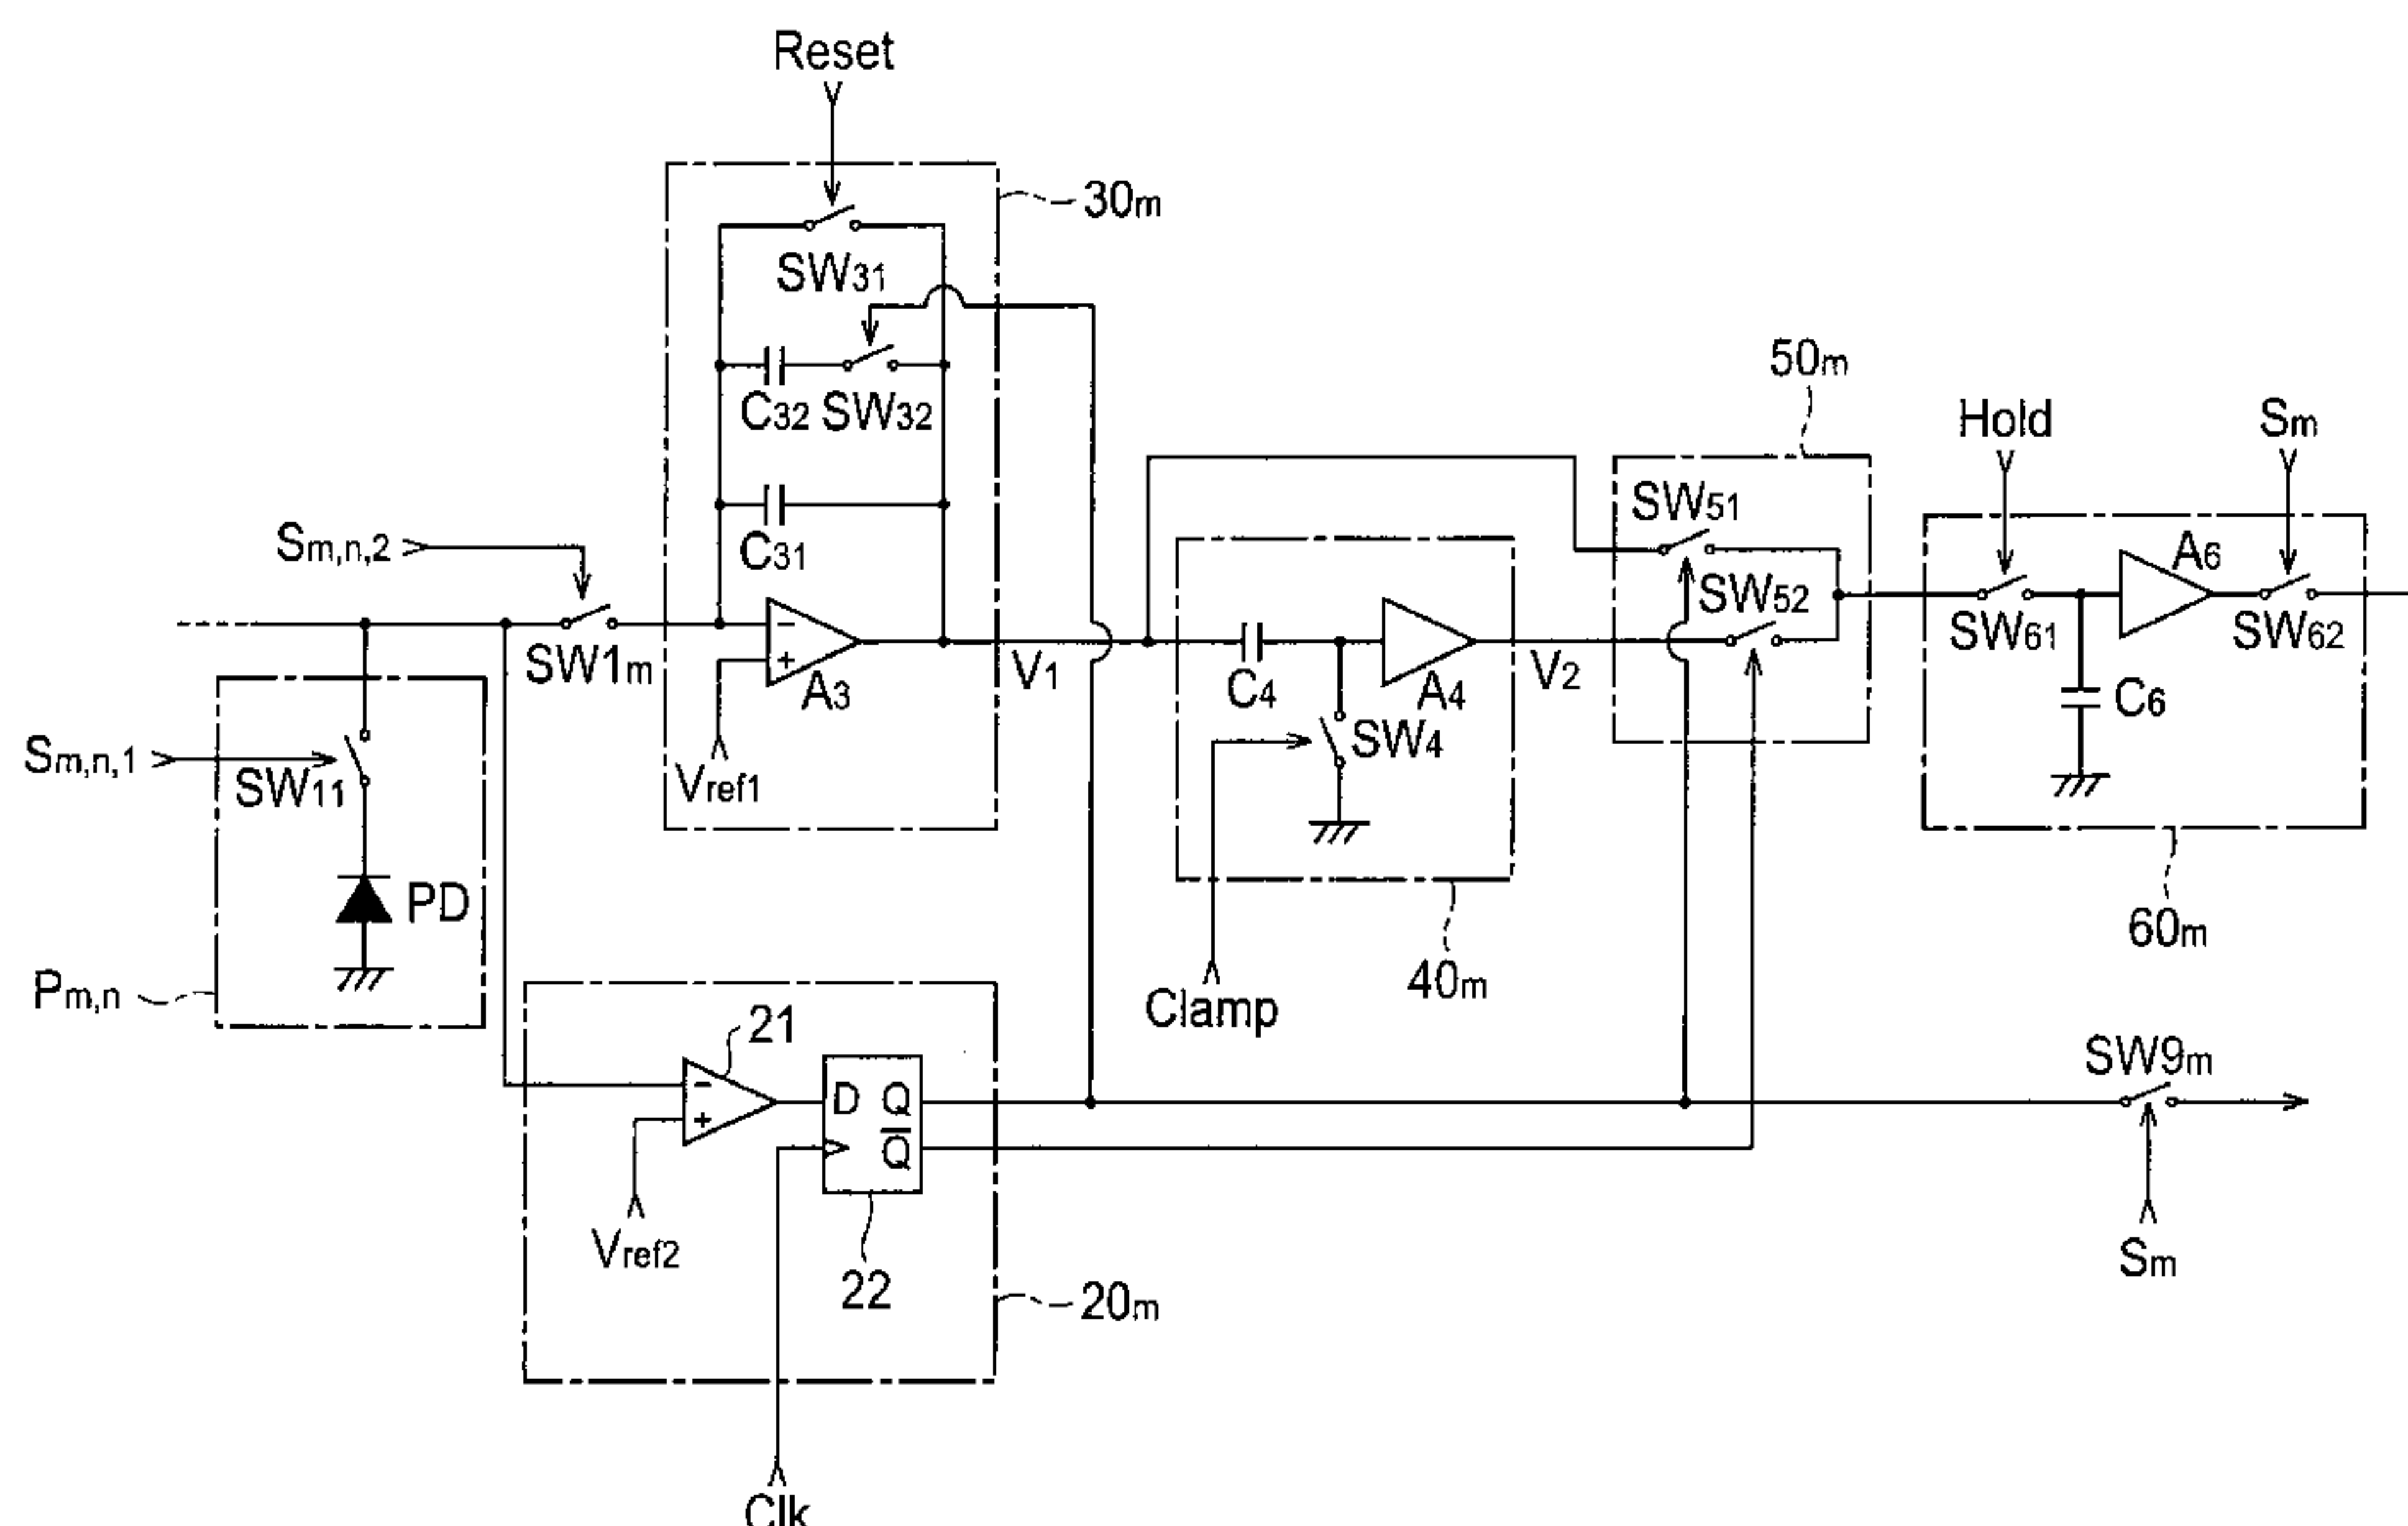 Reset
30m
SW31
50m
C32 SW32
Hold
Sm
SW51
Sm,n,2
C31
A6
SW52
SW61
SW62
SW1m
V1
C4
A4
V2
A3
C6
SW4
Sm,n,1
SW11
Vref1
PD
60m
40m
Pm,n
Clamp
21
SW9m
− +
− +
D Q
Q̅
Vref2
22
20m
Sm
Clk